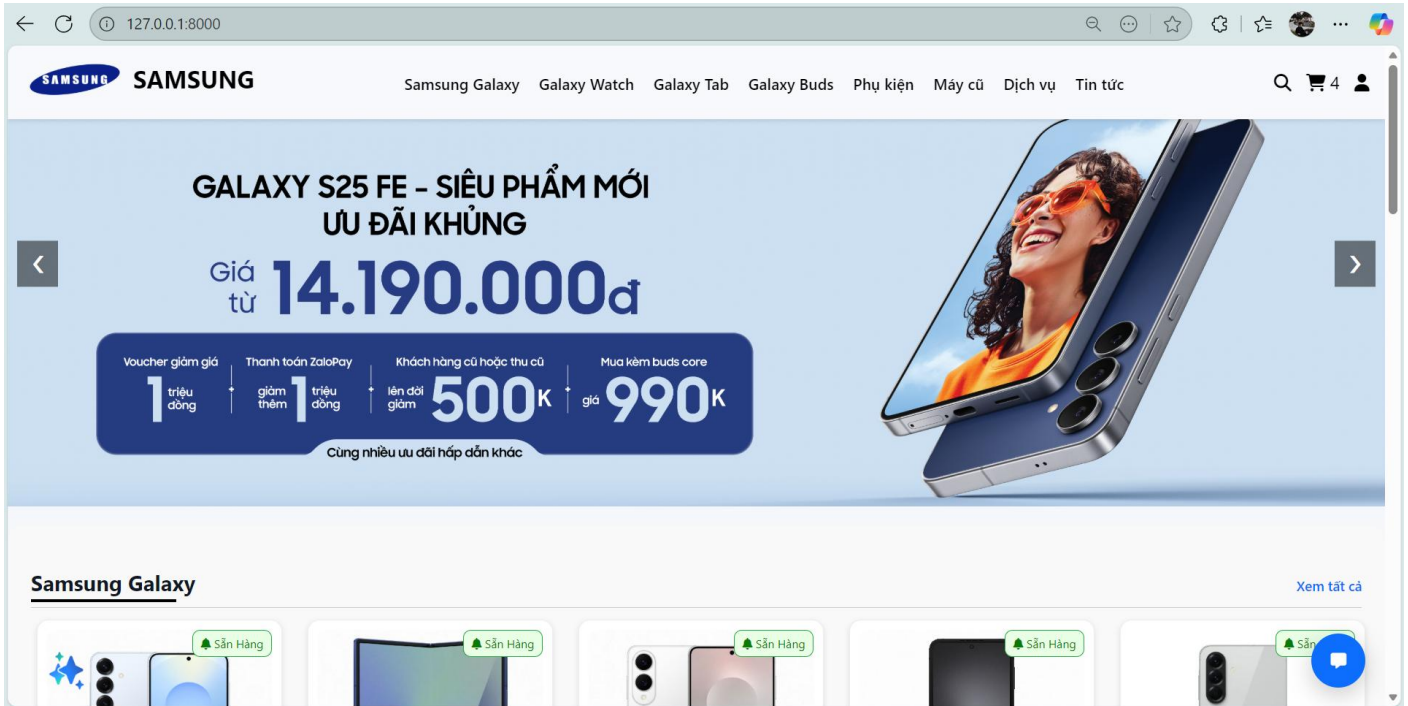 127.0.0.1:8000
SAMSUNG SAMSUNG Samsung Galaxy Galaxy Watch Galaxy Tab Galaxy Buds Phụ kiện Máy cũ Dịch vụ Tin tức 4
GALAXY S25 FE - SIÊU PHẨM MỚI
ƯU ĐÃI KHỦNG
Giá từ 14.190.000đ
Voucher giảm giá
1 triệu đồng
Thanh toán ZaloPay
giảm thêm 1 triệu đồng
Khách hàng cũ hoặc thu cũ
lên đời giảm 500K
Mua kèm buds core
giá 990K
Cùng nhiều ưu đãi hấp dẫn khác
Samsung Galaxy Xem tất cả
Sẵn Hàng Sẵn Hàng Sẵn Hàng Sẵn Hàng Sẵn